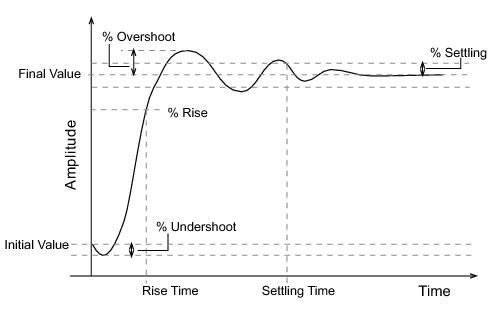 % Overshoot
% Settling
Final Value
% Rise
Amplitude
% Undershoot
Initial Value
Rise Time
Settling Time
Time